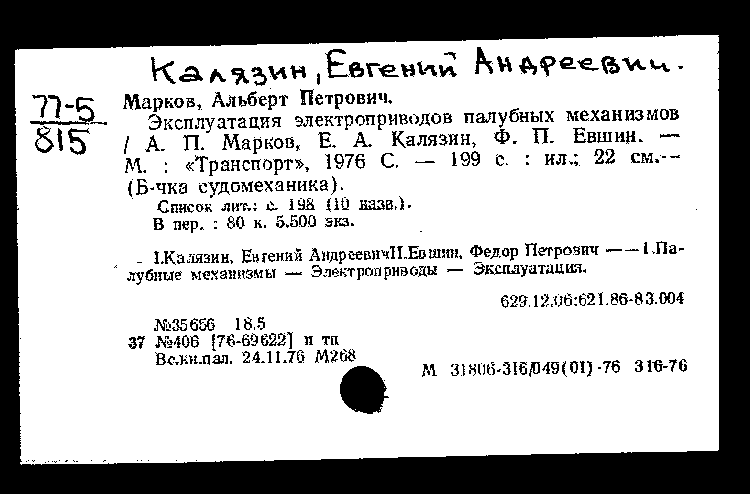 Калязин, Евгений Андреевич.
77-5
815
Марков, Альберт Петрович.
Эксплуатация электроприводов палубных механизмов
/ А. П. Марков, Е. А. Калязин, Ф. П. Евшин. —
М. : «Транспорт», 1976 С. — 199 с. : ил.; 22 см.--
(Б-чка судомеханика).
Список лит.: с. 198 (10 назв.).
В пер. : 80 к. 5.500 экз.
- I.Калязин, Евгений АндреевичII.Евшин, Федор Петрович — — 1.Па-
лубные механизмы — Электроприводы — Эксплуатация.
629.12.06:621.86-83.004
№35656 18.5
37 №406 [76-69622] п тп
Вс.кн.пал. 24.11.76 М268
М 31806-316/049(01)-76 316-76